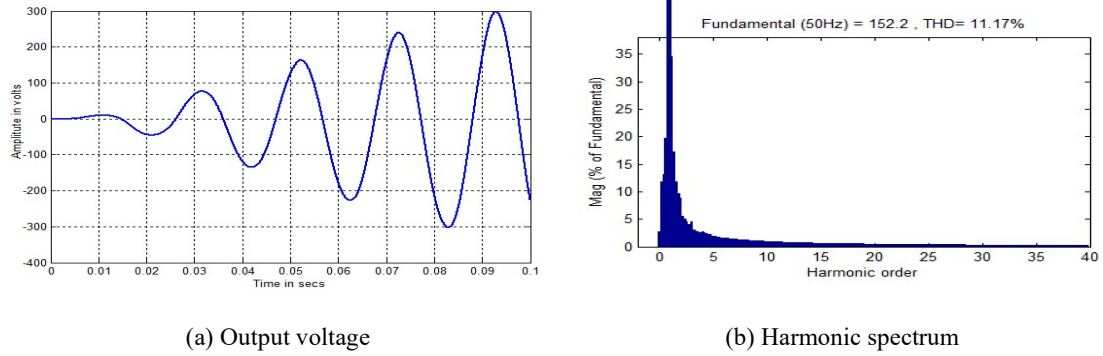 300
200
100
0
-100
-200
-300
-400
Amplitute in volts
0 0.01 0.02 0.03 0.04 0.05 0.06 0.07 0.08 0.09 0.1
Time in secs
(a) Output voltage
Fundamental (50Hz) = 152.2 , THD= 11.17%
35
30
25
20
15
10
5
0
Mag (% of Fundamental)
0 5 10 15 20 25 30 35 40
Harmonic order
(b) Harmonic spectrum